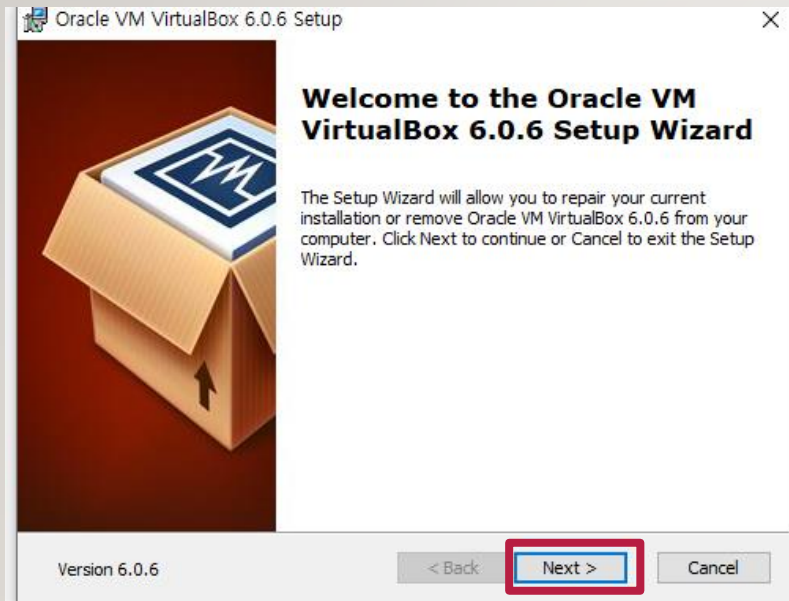 Oracle VM VirtualBox 6.0.6 Setup
Welcome to the Oracle VM
VirtualBox 6.0.6 Setup Wizard
The Setup Wizard will allow you to repair your current
installation or remove Oracle VM VirtualBox 6.0.6 from your
computer. Click Next to continue or Cancel to exit the Setup
Wizard.
Version 6.0.6
< Back
Next >
Cancel